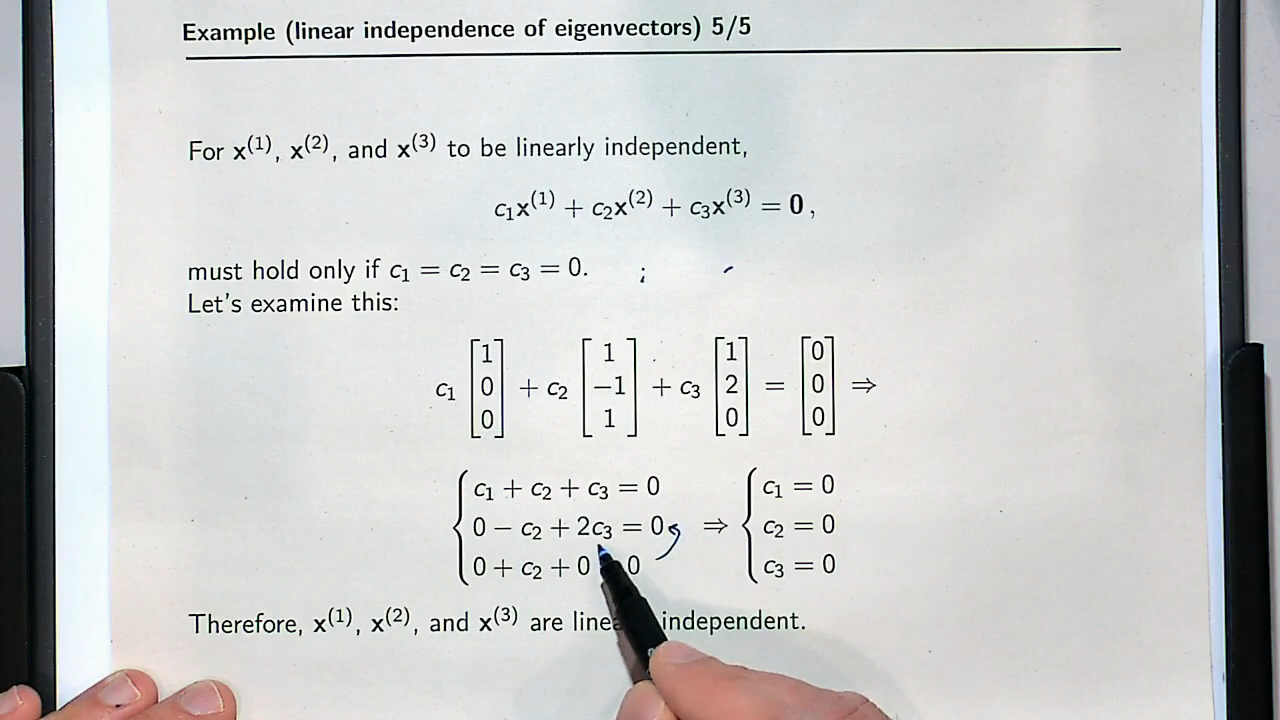 Example (linear independence of eigenvectors) 5/5
For x⁽¹⁾, x⁽²⁾, and x⁽³⁾ to be linearly independent,
c₁x⁽¹⁾ + c₂x⁽²⁾ + c₃x⁽³⁾ = 0,
must hold only if c₁ = c₂ = c₃ = 0.
Let's examine this:
c₁ [1 0 0] + c₂ [1 −1 1] + c₃ [1 2 0] = [0 0 0] ⇒
c₁ + c₂ + c₃ = 0
0 − c₂ + 2c₃ = 0 ⇒
0 + c₂ + 0 0
c₁ = 0
c₂ = 0
c₃ = 0
Therefore, x⁽¹⁾, x⁽²⁾, and x⁽³⁾ are independent.